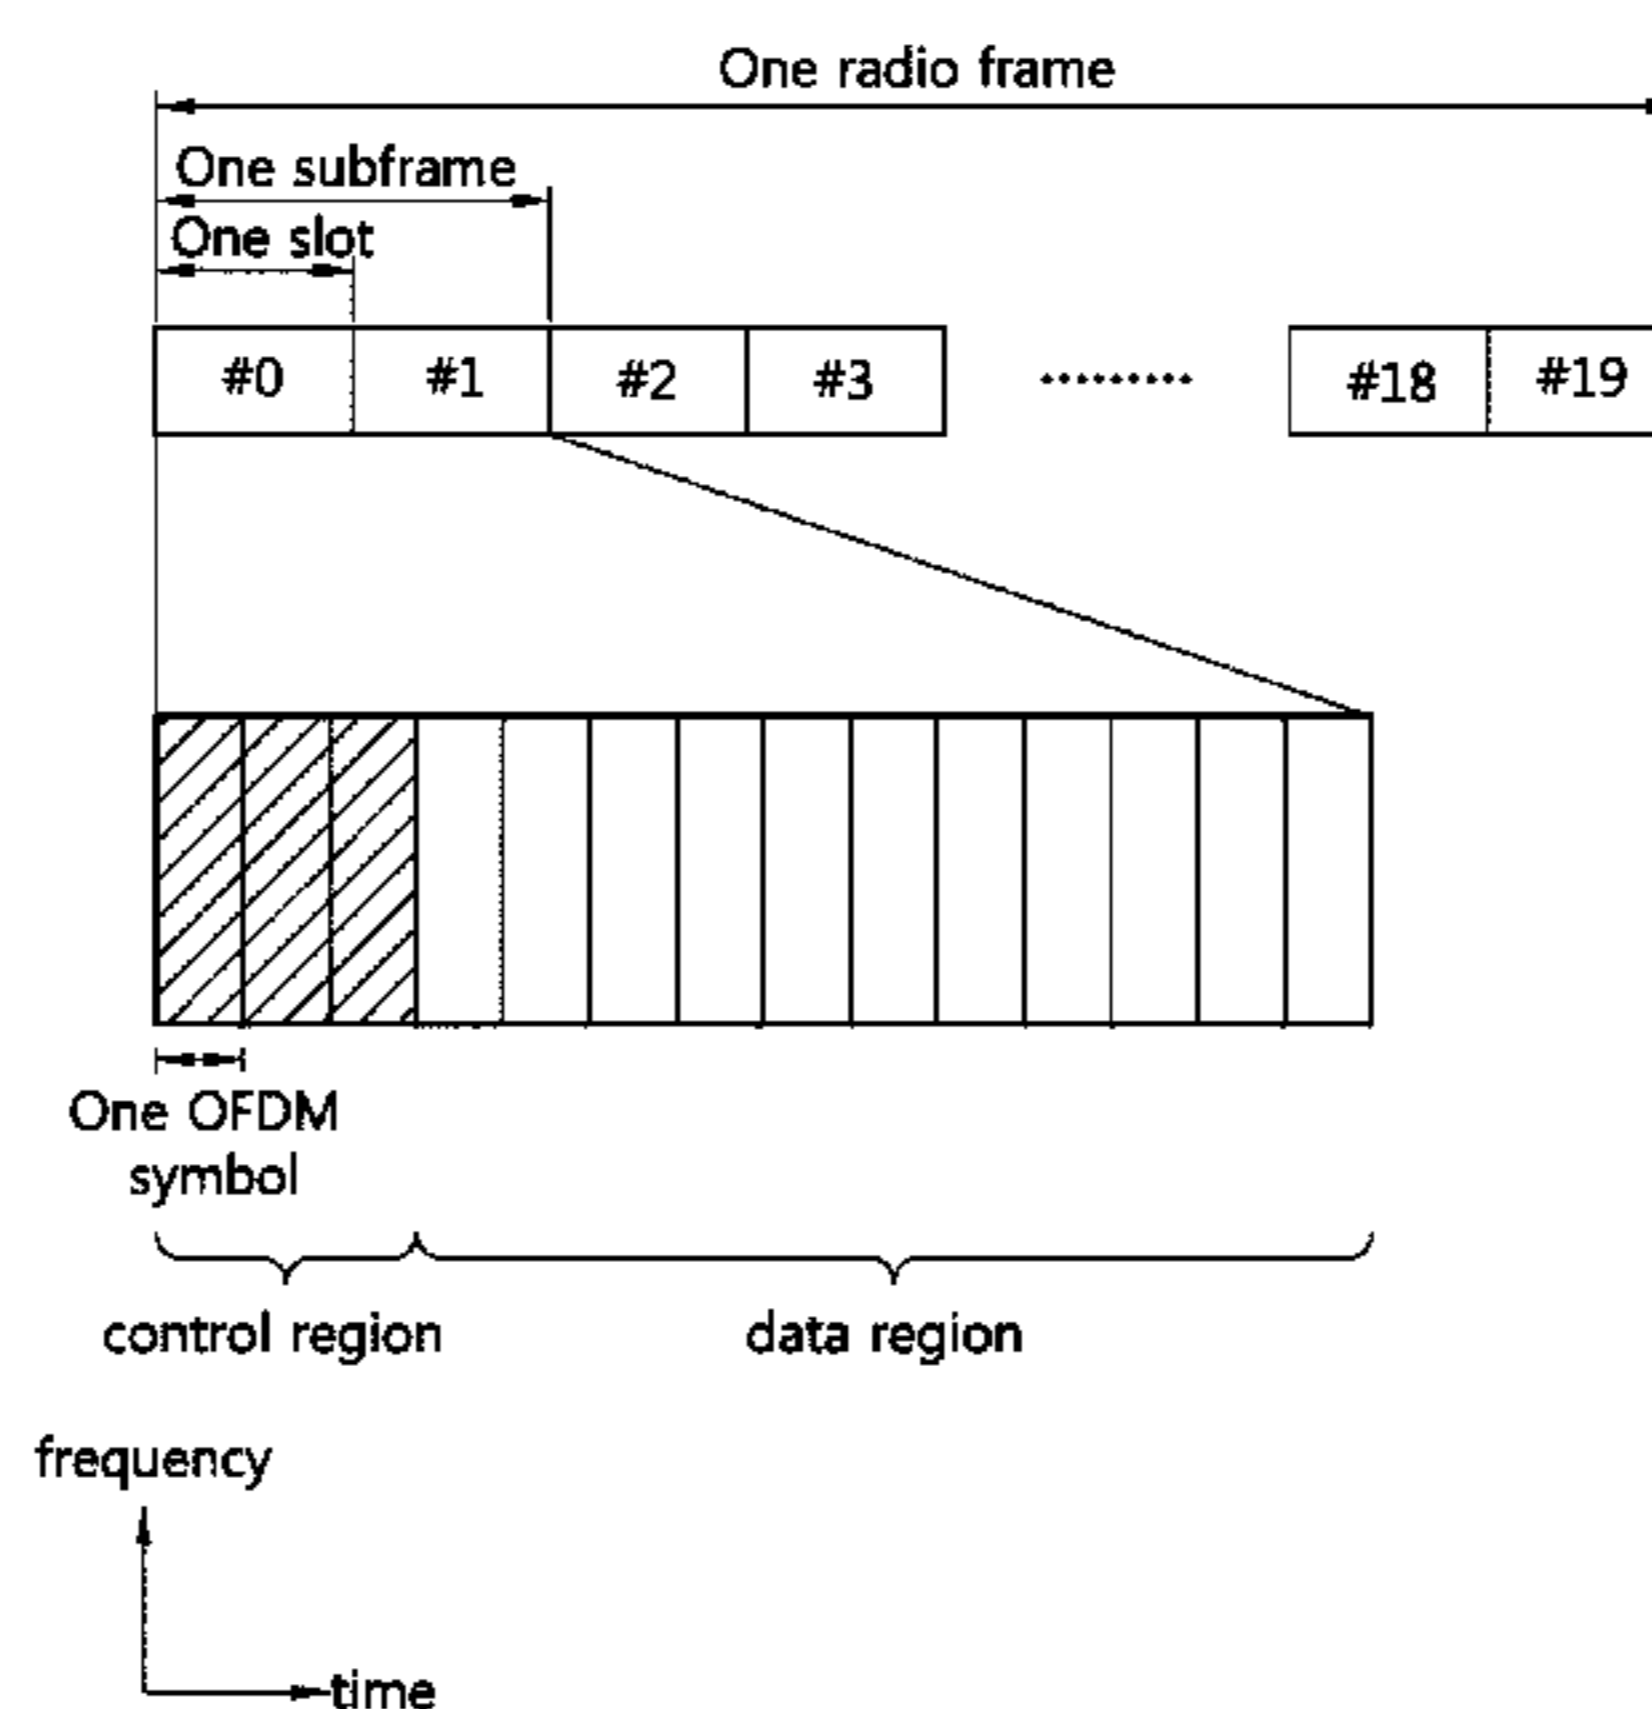 One radio frame
One subframe
One slot
#0 #1 #2 #3 ......... #18 #19
One OFDM
symbol
control region data region
frequency
time